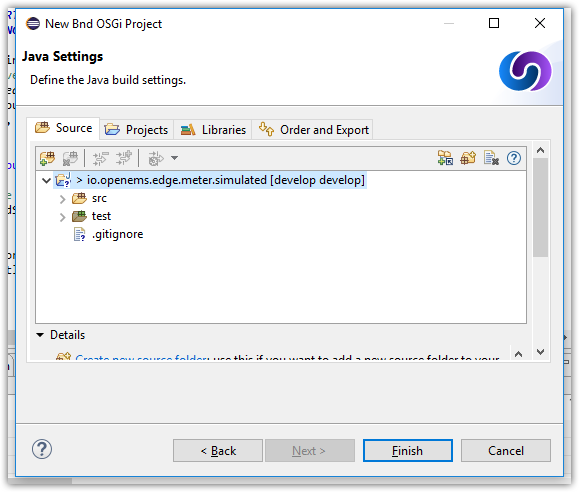 New Bnd OSGi Project
Java Settings
Define the Java build settings.
Source Projects Libraries Order and Export
> io.openems.edge.meter.simulated [develop develop]
src
test
.gitignore
Details
Create new source folder: use this if you want to add a new source folder to your
< Back Next > Finish Cancel